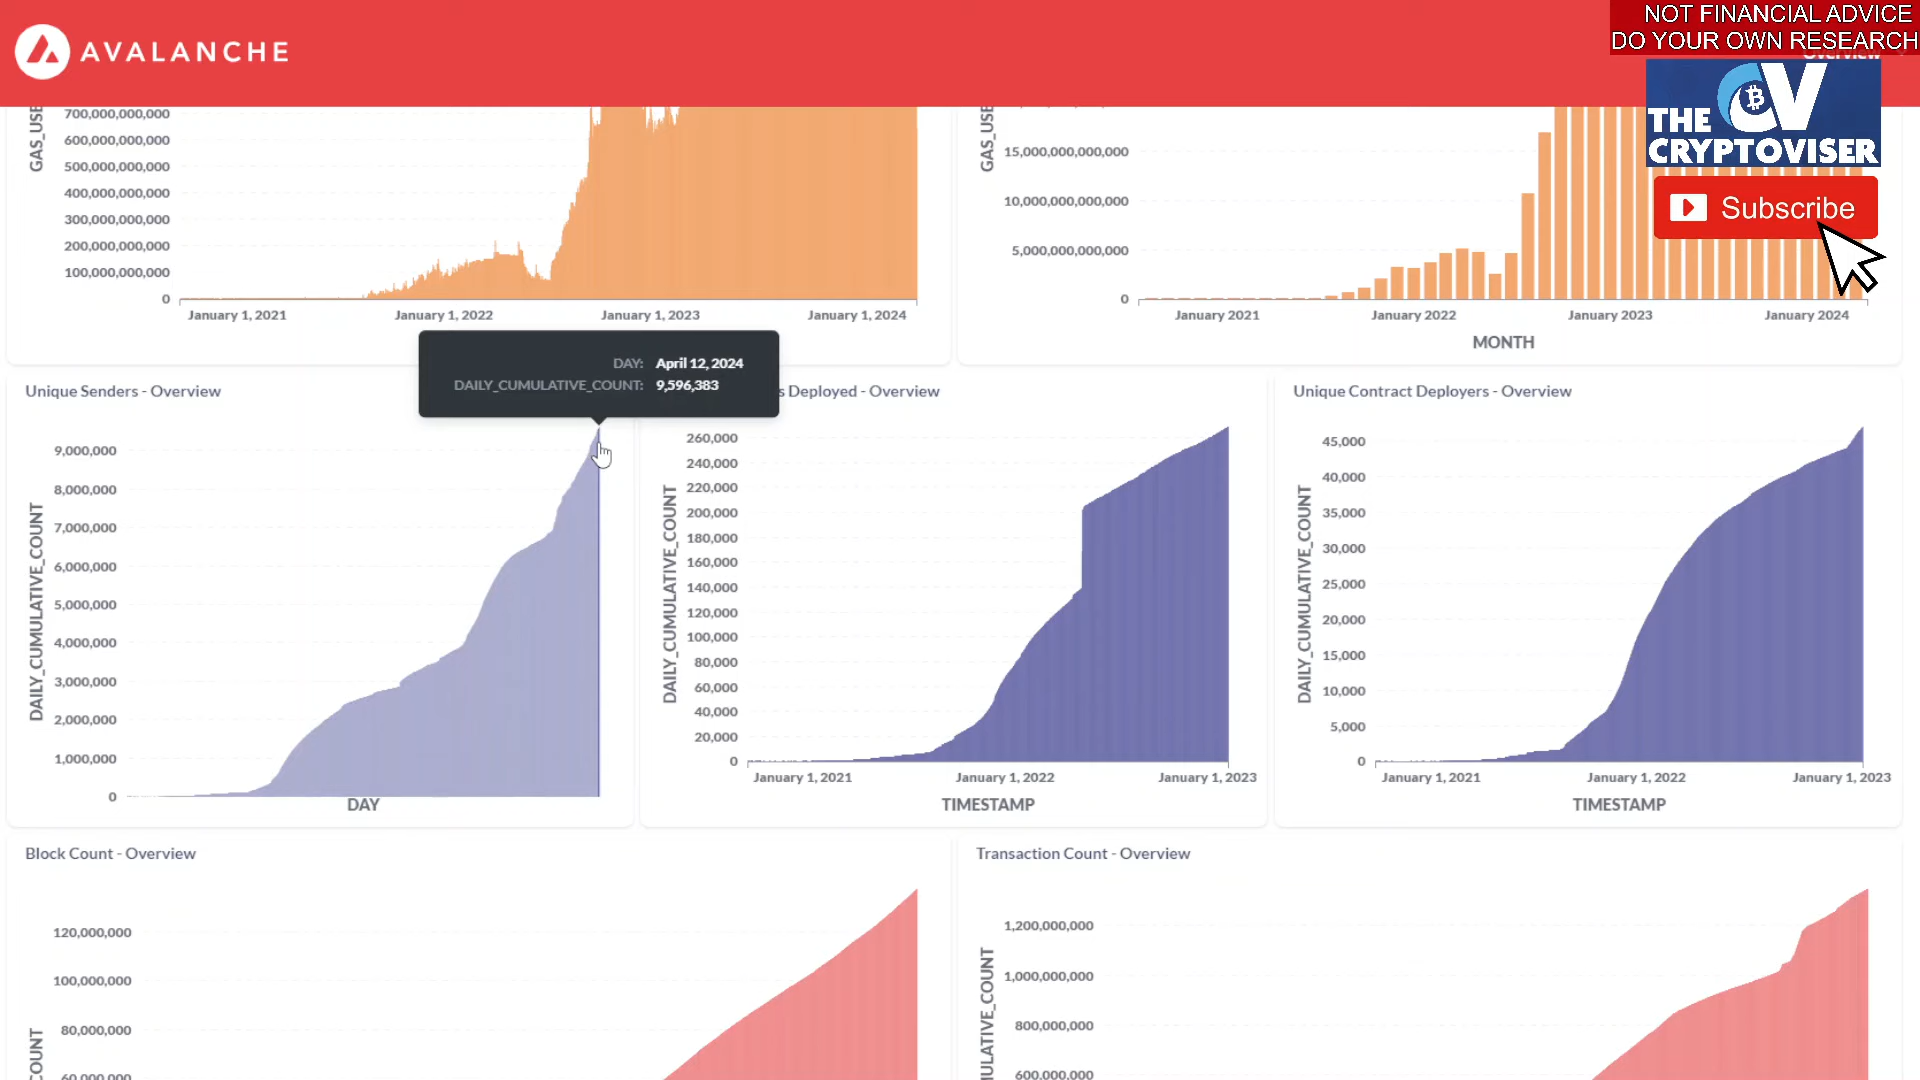 AVALANCHE
NOT FINANCIAL ADVICE
DO YOUR OWN RESEARCH
THE CV
CRYPTOVISER
Subscribe
700,000,000,000
600,000,000,000
500,000,000,000
400,000,000,000
300,000,000,000
200,000,000,000
100,000,000,000
0
January 1, 2021
January 1, 2022
January 1, 2023
January 1, 2024
15,000,000,000,000
10,000,000,000,000
5,000,000,000,000
0
January 2021
January 2022
January 2023
January 2024
MONTH
DAY: April 12, 2024
DAILY_CUMULATIVE_COUNT: 9,596,383
Unique Senders - Overview
DAILY_CUMULATIVE_COUNT
9,000,000
8,000,000
7,000,000
6,000,000
5,000,000
4,000,000
3,000,000
2,000,000
1,000,000
0
DAY
s Deployed - Overview
DAILY_CUMULATIVE_COUNT
260,000
240,000
220,000
200,000
180,000
160,000
140,000
120,000
100,000
80,000
60,000
40,000
20,000
0
January 1, 2021
January 1, 2022
January 1, 2023
TIMESTAMP
Unique Contract Deployers - Overview
DAILY_CUMULATIVE_COUNT
45,000
40,000
35,000
30,000
25,000
20,000
15,000
10,000
5,000
0
January 1, 2021
January 1, 2022
January 1, 2023
TIMESTAMP
Block Count - Overview
120,000,000
100,000,000
80,000,000
60,000,000
COUNT
Transaction Count - Overview
1,200,000,000
1,000,000,000
800,000,000
600,000,000
ULATIVE_COUNT